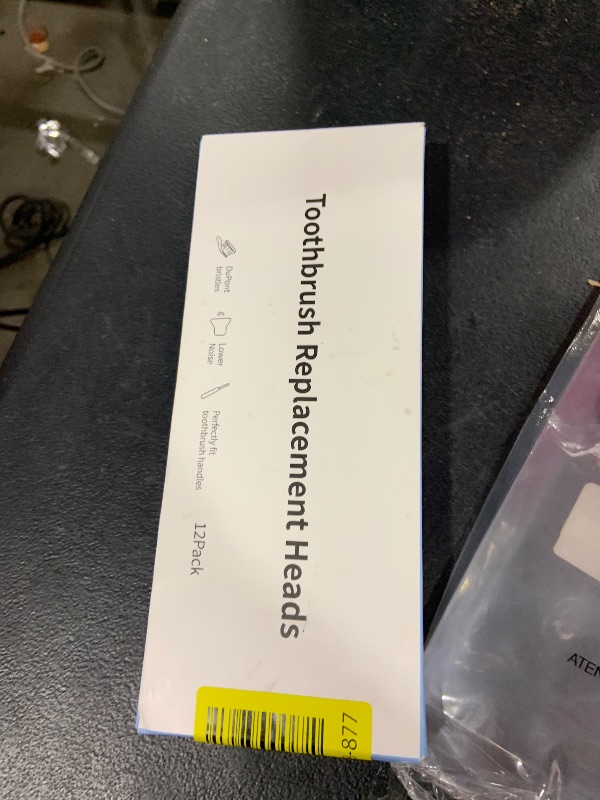 Toothbrush Replacement Heads
DuPont
bristles
Lower
Noise
Perfectly fit
toothbrush handles
12Pack
-877
ATEN